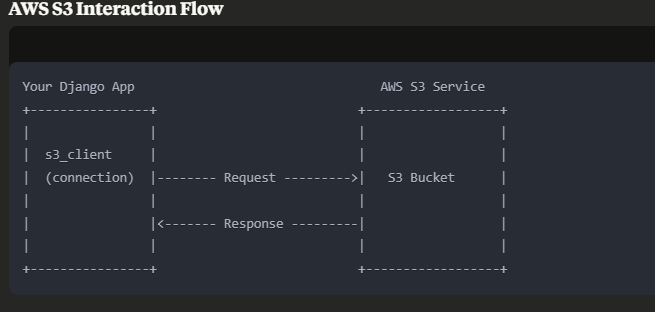 AWS S3 Interaction Flow
Your Django App                                 AWS S3 Service
+----------------+                           +------------------+
|                |                           |                  |
|  s3_client     |                           |                  |
|  (connection)  |-------- Request --------->|   S3 Bucket      |
|                |                           |                  |
|                |<------- Response ---------|                  |
|                |                           |                  |
+----------------+                           +------------------+